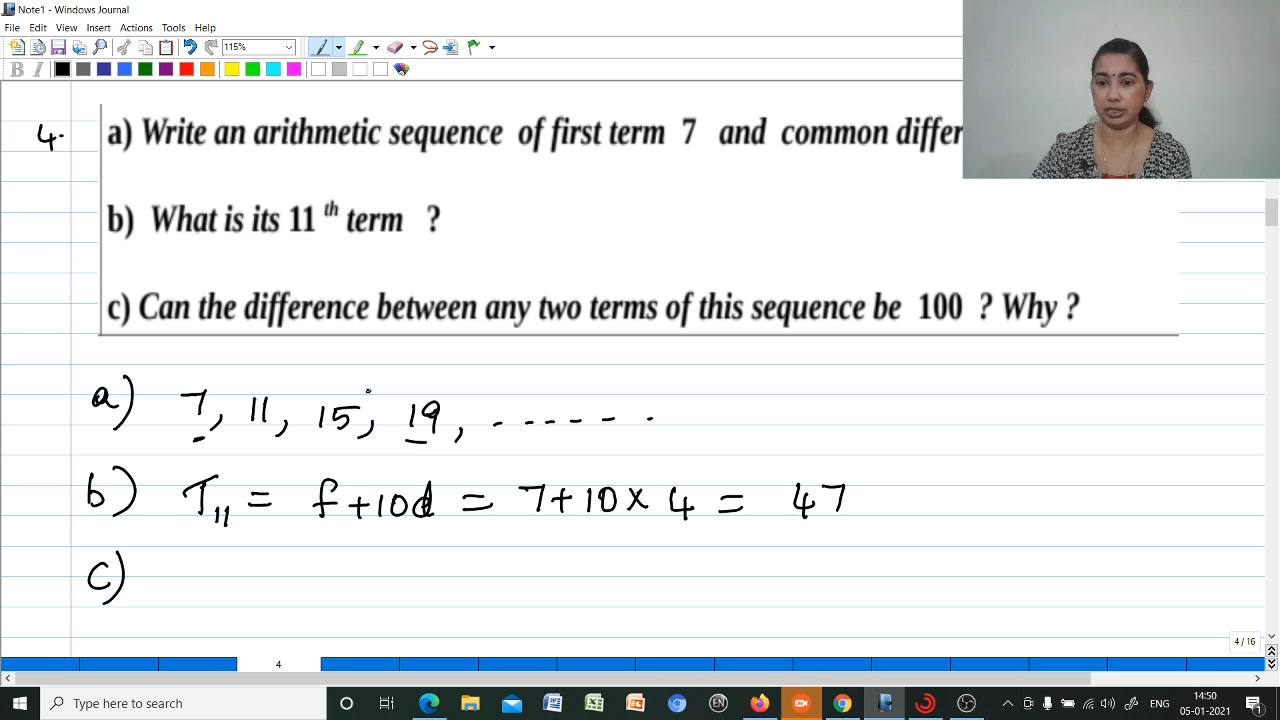 Note1 - Windows Journal
File Edit View Insert Actions Tools Help
115%
B I
4.
a) Write an arithmetic sequence of first term 7 and common differ
b) What is its 11 th term ?
c) Can the difference between any two terms of this sequence be 100 ? Why ?
a) 7, 11, 15, 19, . - - - - - .
b) T11 = f+10d = 7+10×4 = 47
c)
4 / 16
4
Type here to search
ENG
14:50
05-01-2021